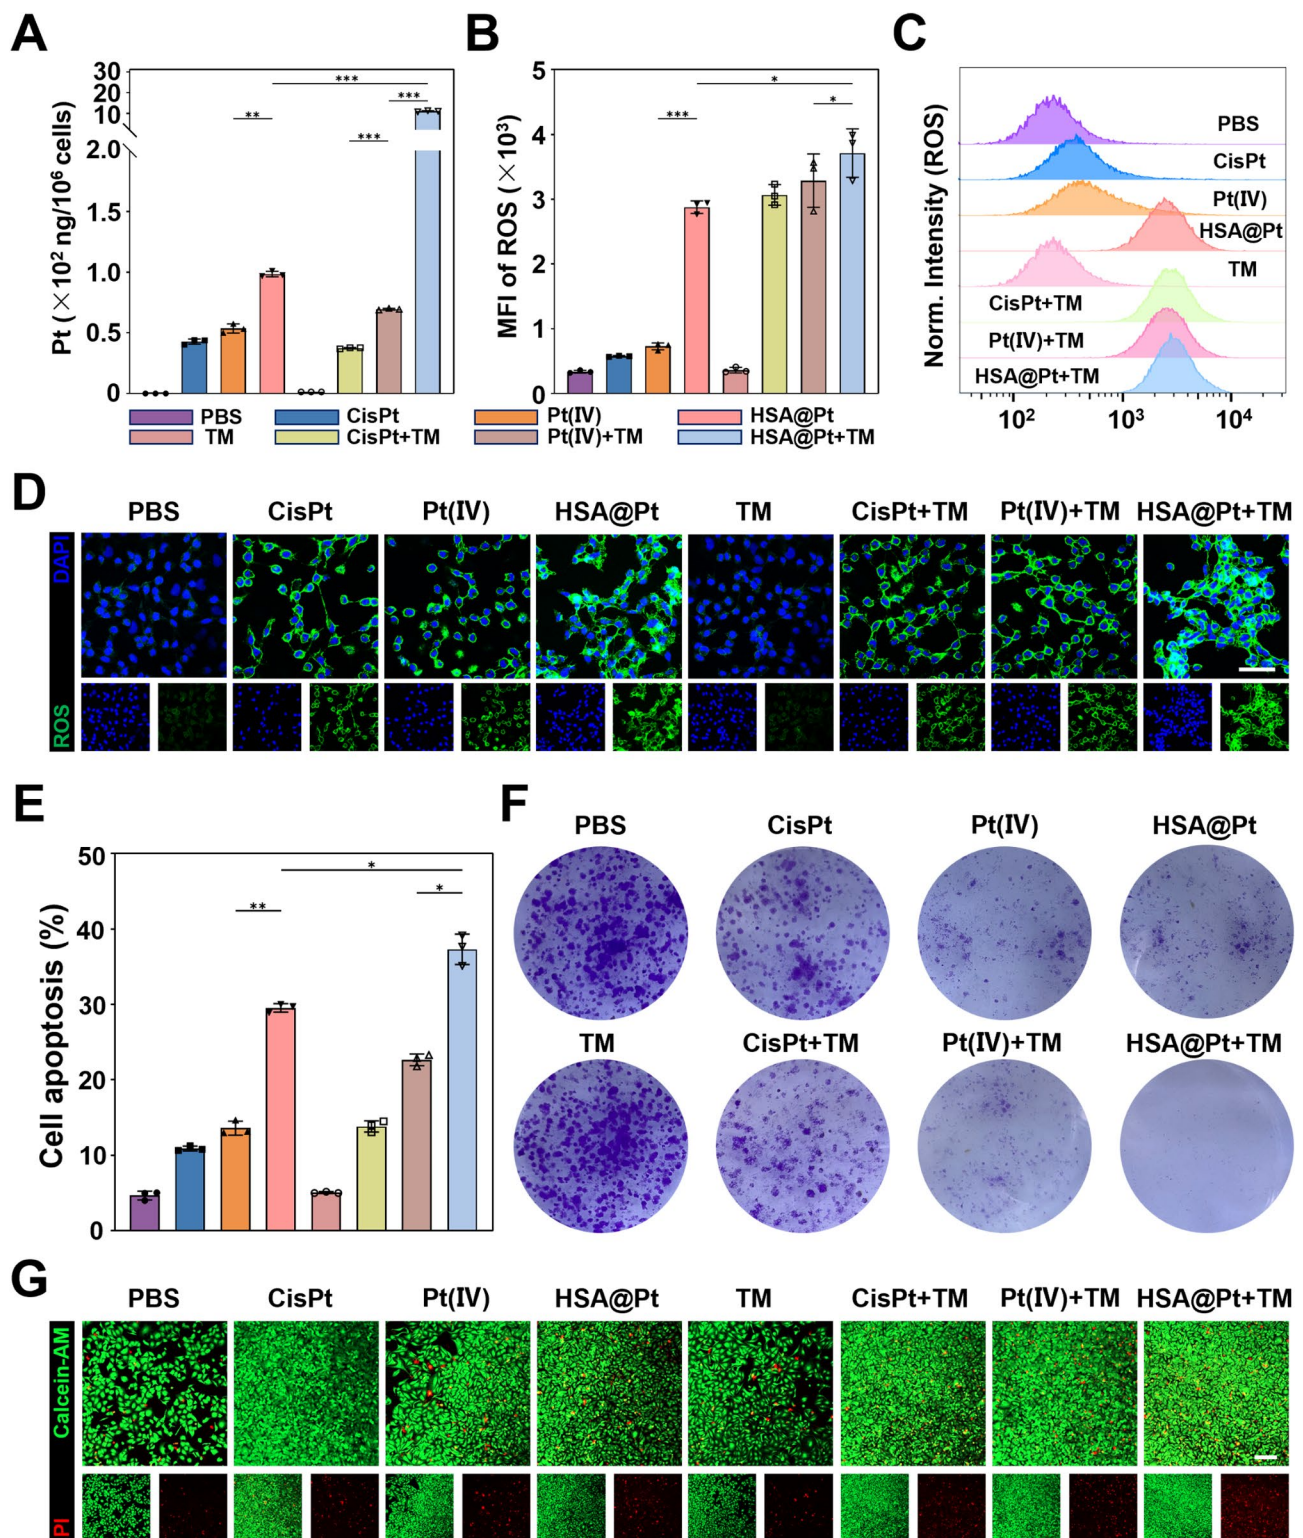 A
B
C
Pt (×10² ng/10⁶ cells)
30
20
10
2.0
1.5
1.0
0.5
0
***
***
**
***
MFI of ROS (×10³)
5
4
3
2
1
0
*
***
*
Norm. Intensity (ROS)
PBS
CisPt
Pt(IV)
HSA@Pt
TM
CisPt+TM
Pt(IV)+TM
HSA@Pt+TM
10² 10³ 10⁴
PBS CisPt Pt(IV) HSA@Pt
TM CisPt+TM Pt(IV)+TM HSA@Pt+TM
D
PBS CisPt Pt(IV) HSA@Pt TM CisPt+TM Pt(IV)+TM HSA@Pt+TM
DAPI
ROS
E
Cell apoptosis (%)
50
40
30
20
10
0
*
*
**
F
PBS CisPt Pt(IV) HSA@Pt
TM CisPt+TM Pt(IV)+TM HSA@Pt+TM
G
PBS CisPt Pt(IV) HSA@Pt TM CisPt+TM Pt(IV)+TM HSA@Pt+TM
Calcein-AM
PI